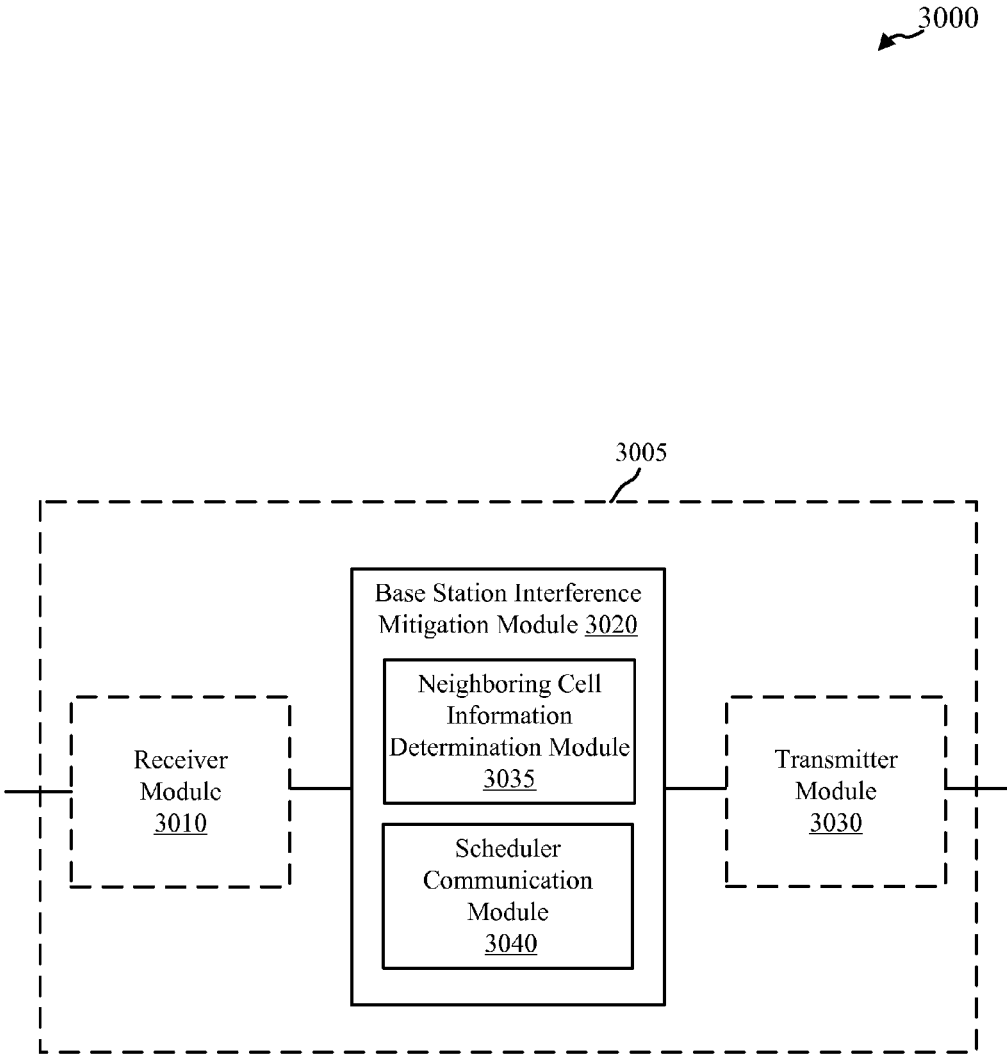 3000
3005
Base Station Interference
Mitigation Module 3020
Neighboring Cell
Information
Determination Module
3035
Receiver
Module
3010
Transmitter
Module
3030
Scheduler
Communication
Module
3040